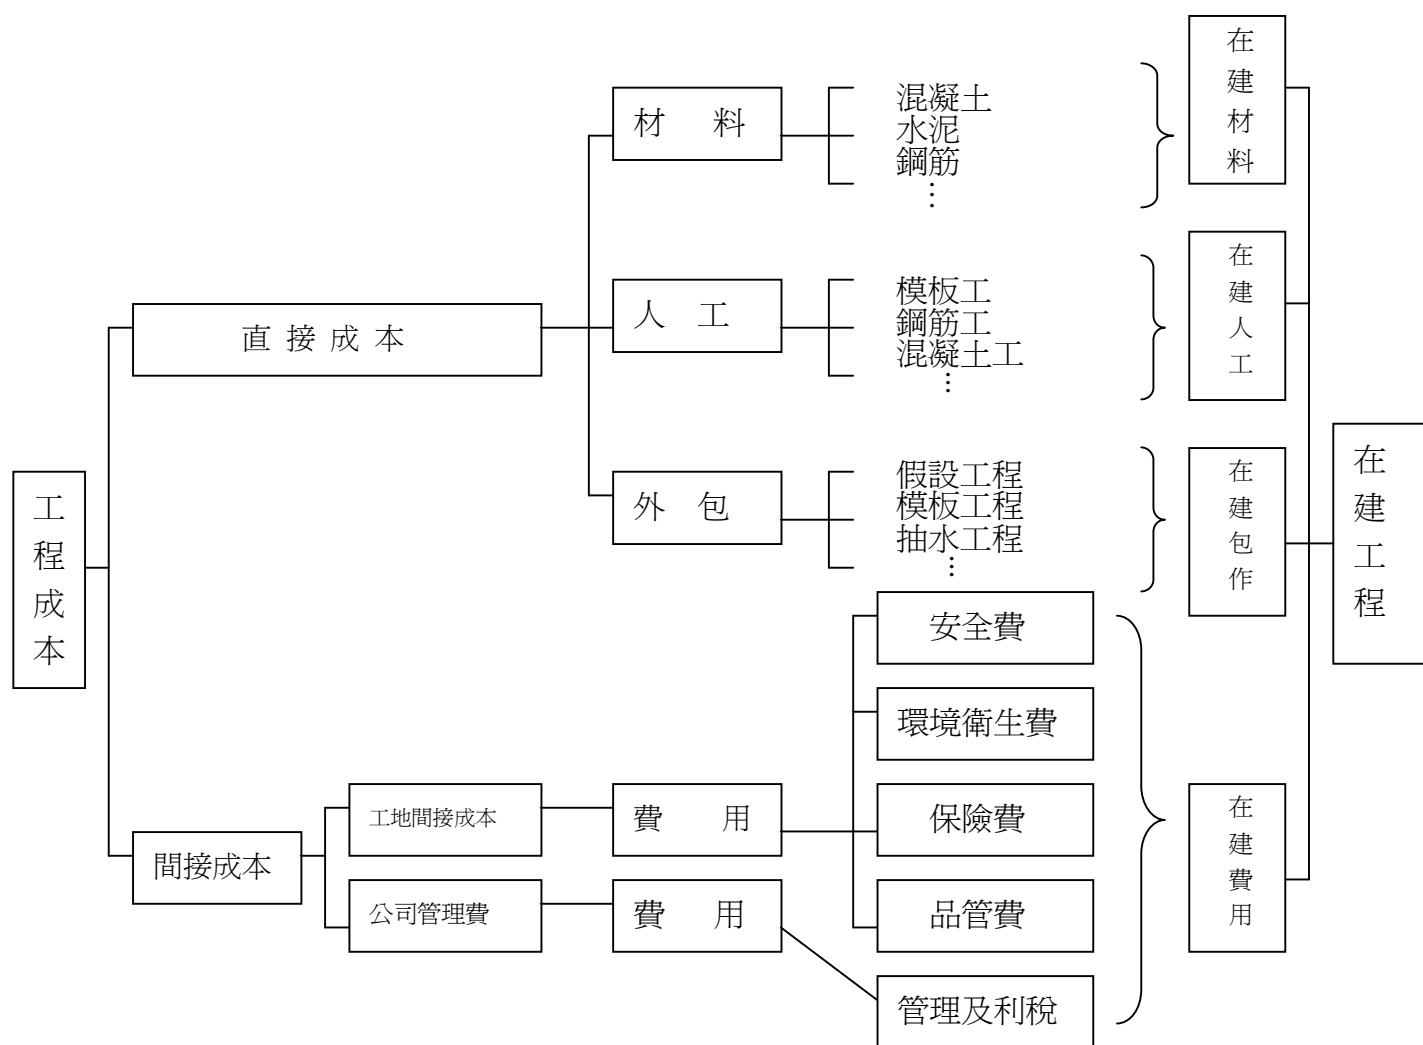 工程成本
直接成本
材料
混凝土
水泥
鋼筋
⋮
在建材料
人工
模板工
鋼筋工
混凝土工
⋮
在建人工
外包
假設工程
模板工程
抽水工程
⋮
在建包作
在建工程
間接成本
工地間接成本
費用
安全費
環境衛生費
保險費
品管費
公司管理費
費用
管理及利稅
在建費用